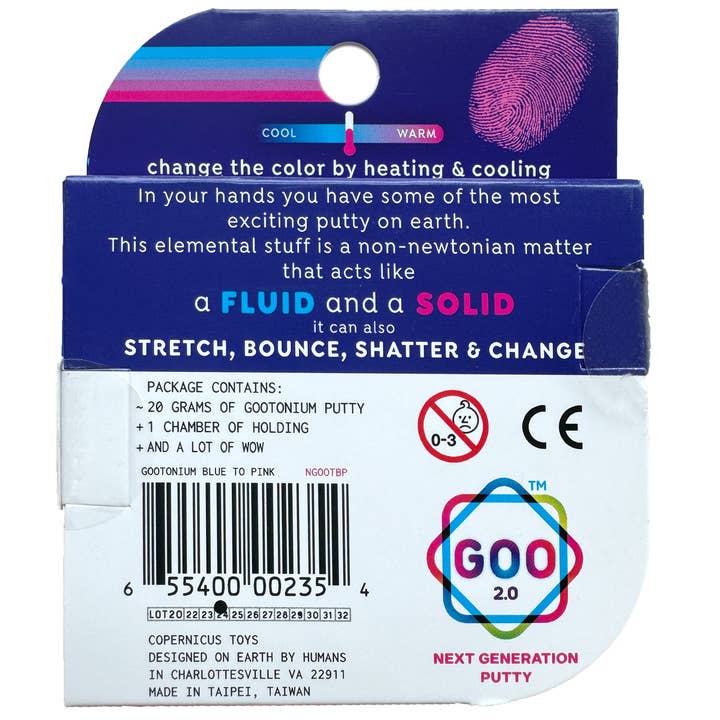 COOL WARM
change the color by heating & cooling
In your hands you have some of the most
exciting putty on earth.
This elemental stuff is a non-newtonian matter
that acts like
a FLUID and a SOLID
it can also
STRETCH, BOUNCE, SHATTER & CHANGE
PACKAGE CONTAINS:
~ 20 GRAMS OF GOOTONIUM PUTTY
+ 1 CHAMBER OF HOLDING
+ AND A LOT OF WOW
GOOTONIUM BLUE TO PINK NGOOTBP
0-3
CE
6 55400 00235 4
LOT 20 22 23 24 25 26 27 28 29 30 31 32
COPERNICUS TOYS
DESIGNED ON EARTH BY HUMANS
IN CHARLOTTESVILLE VA 22911
MADE IN TAIPEI, TAIWAN
TM
GOO
2.0
NEXT GENERATION
PUTTY